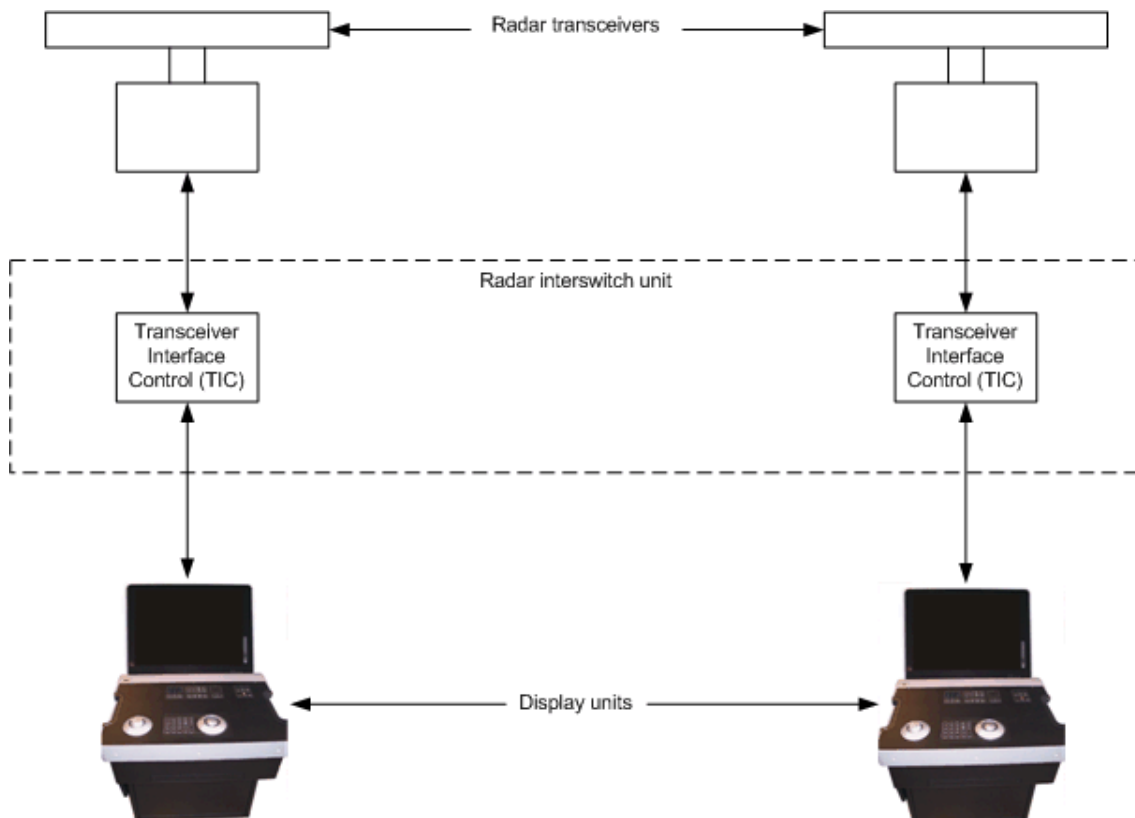 Radar transceivers
Radar interswitch unit
Transceiver
Interface
Control (TIC)
Transceiver
Interface
Control (TIC)
Display units